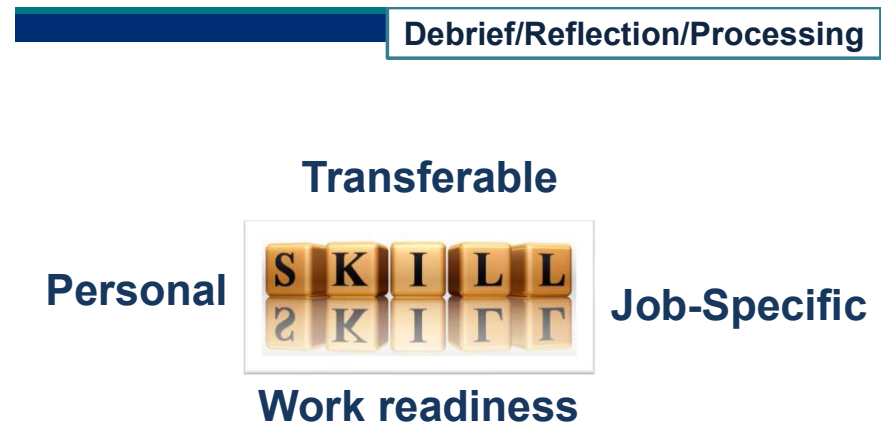 Debrief/Reflection/Processing
Transferable
Personal
SKILL
Job-Specific
Work readiness